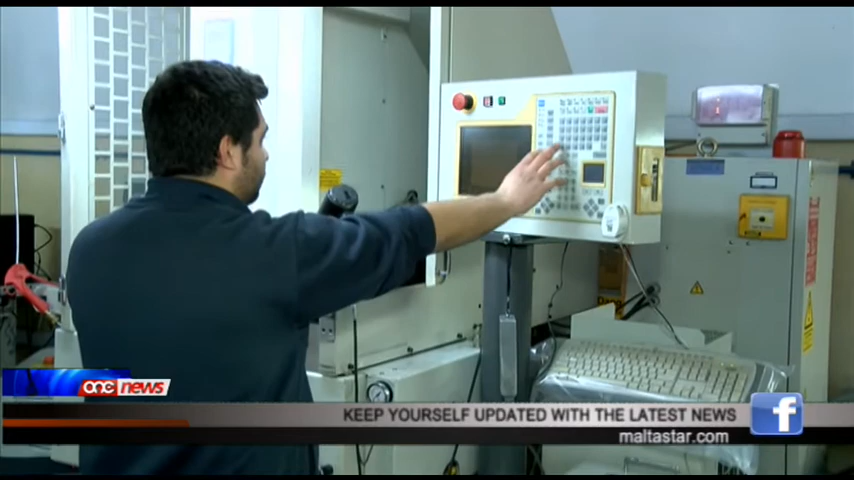 one news
KEEP YOURSELF UPDATED WITH THE LATEST NEWS
maltastar.com
f